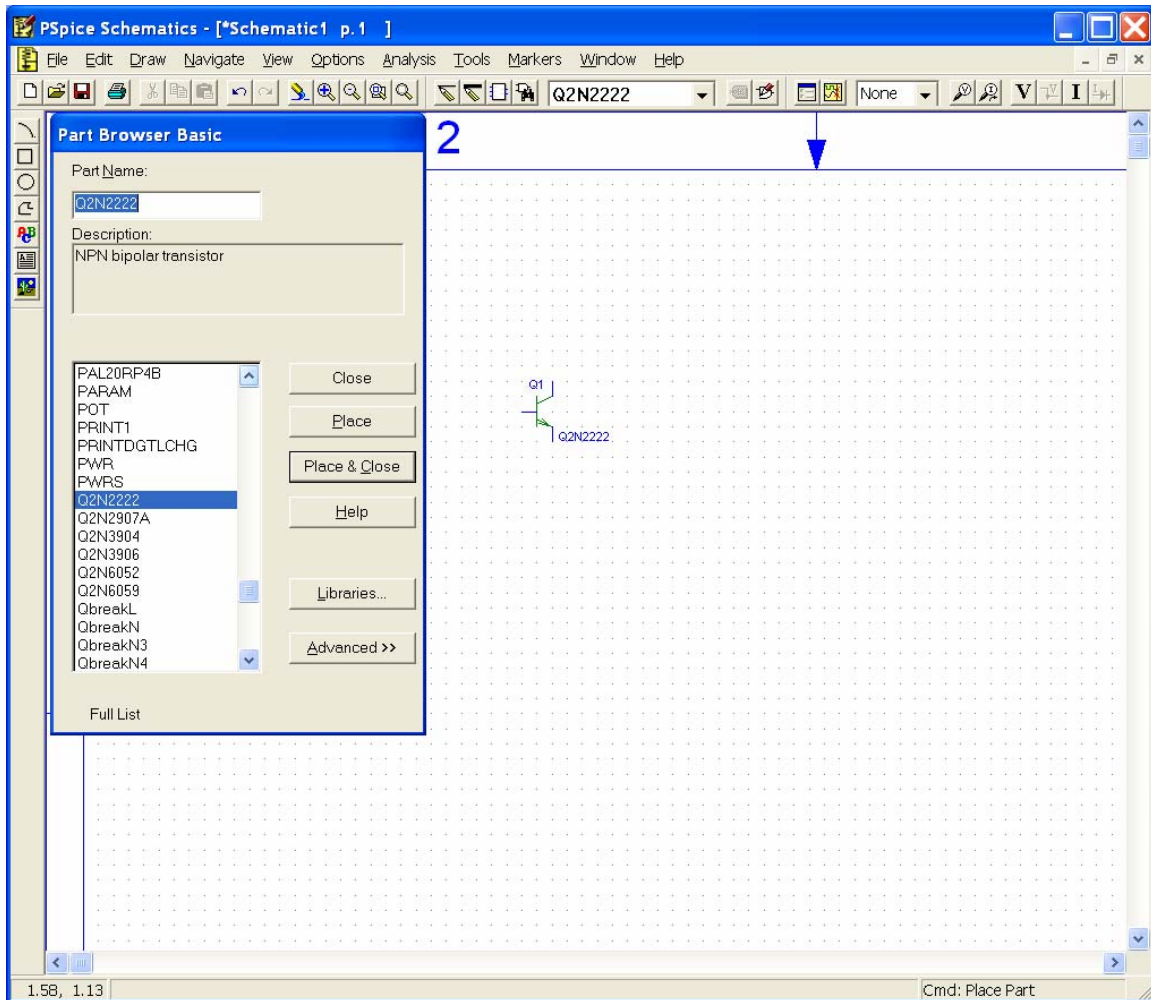 PSpice Schematics - [*Schematic1 p.1 ]
File Edit Draw Navigate View Options Analysis Tools Markers Window Help
Q2N2222
None
V I
Part Browser Basic
2
Part Name:
Q2N2222
Description:
NPN bipolar transistor
PAL20RP4B
PARAM
POT
PRINT1
PRINTDGTLCHG
PWR
PWRS
Q2N2222
Q2N2907A
Q2N3904
Q2N3906
Q2N6052
Q2N6059
QbreakL
QbreakN
QbreakN3
QbreakN4
Close
Place
Place & Close
Help
Libraries...
Advanced >>
Full List
Q1
Q2N2222
1.58, 1.13
Cmd: Place Part